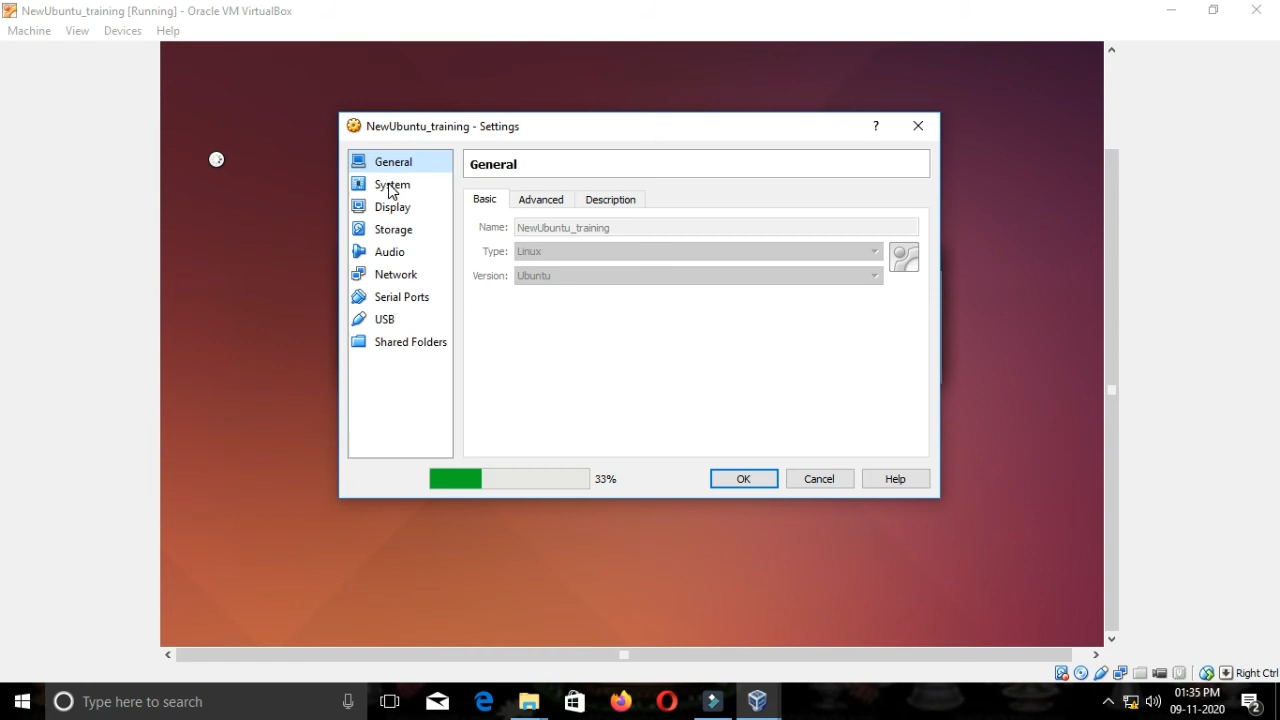 NewUbuntu_training [Running] - Oracle VM VirtualBox
Machine View Devices Help
NewUbuntu_training - Settings
?
General
System
Display
Storage
Audio
Network
Serial Ports
USB
Shared Folders
General
Basic Advanced Description
Name: NewUbuntu_training
Type: Linux
Version: Ubuntu
33%
OK Cancel Help
Right Ctrl
Type here to search
01:35 PM
09-11-2020
2